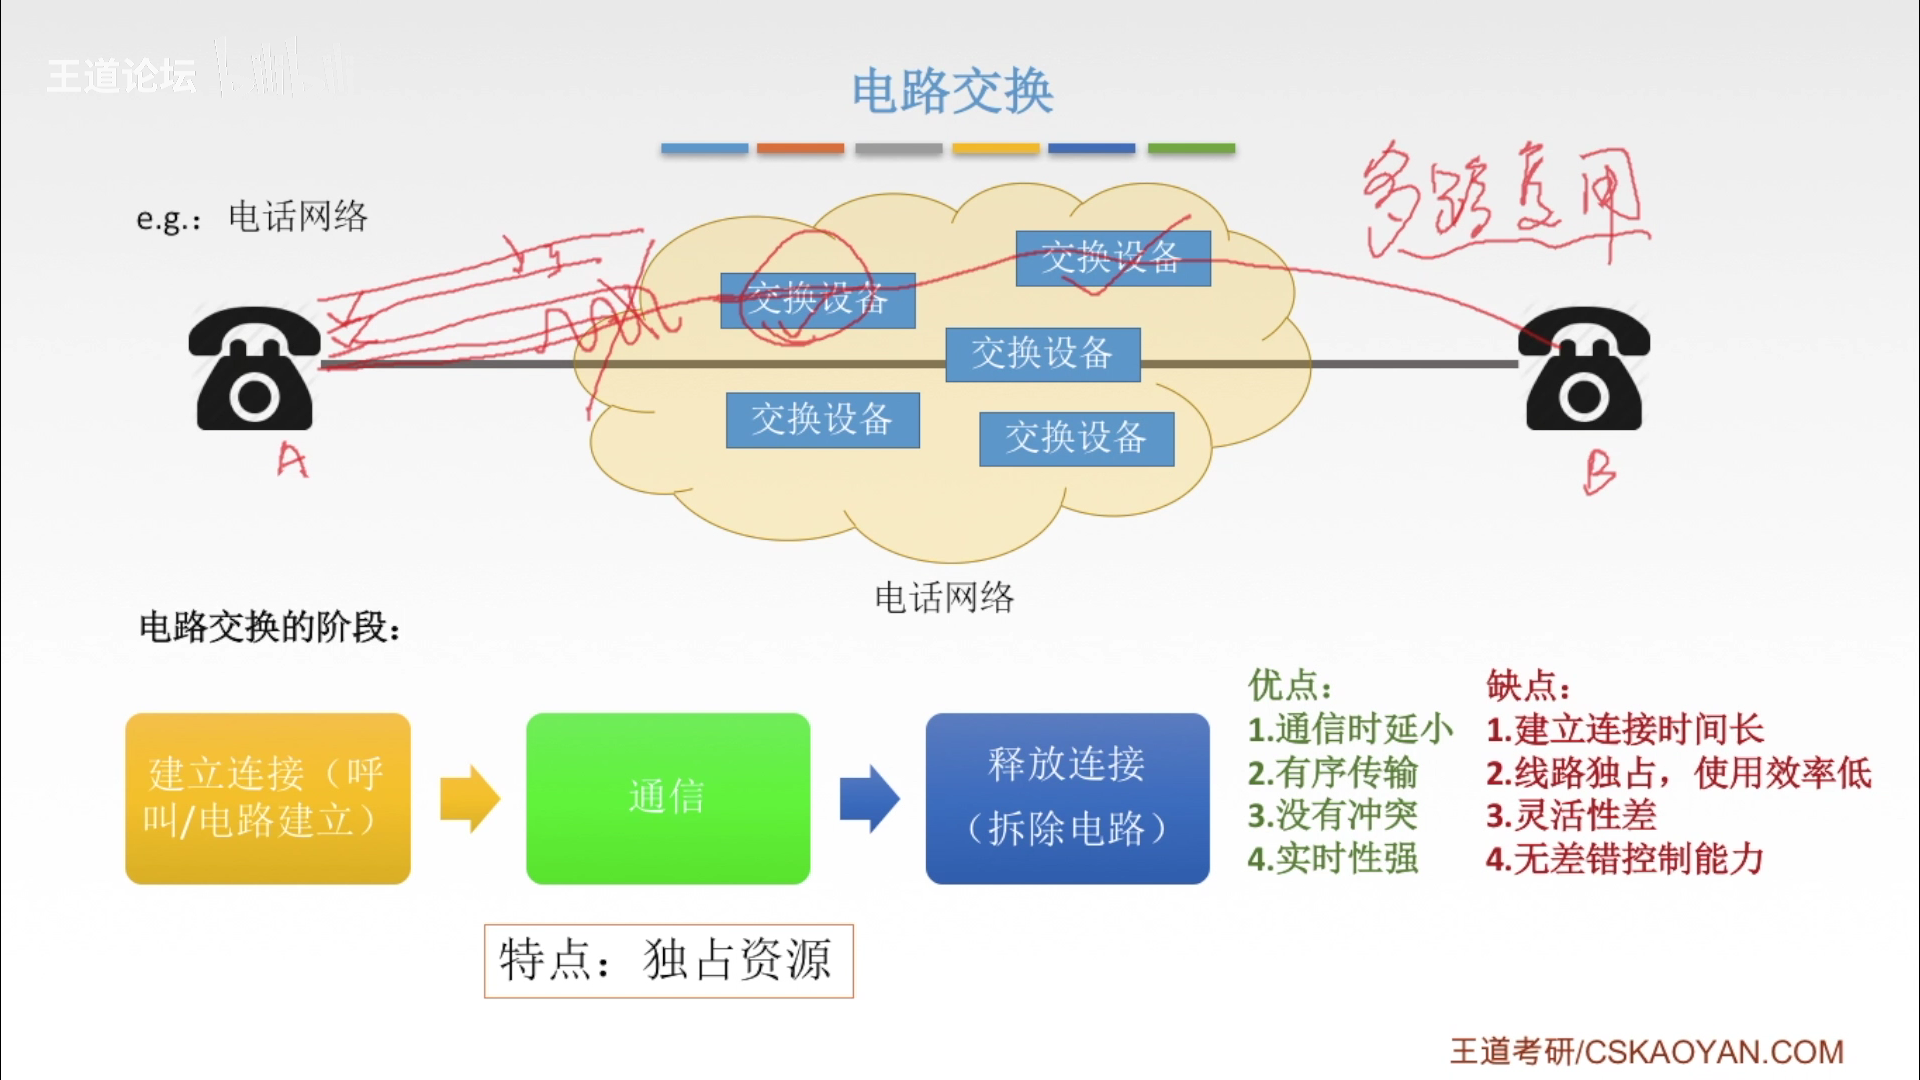 王道论坛
电路交换
多路复用
e.g.：电话网络
交换设备
交换设备
交换设备
交换设备
交换设备
A
B
电话网络
电路交换的阶段：
建立连接（呼
叫/电路建立）
通信
释放连接
（拆除电路）
优点：
1.通信时延小
2.有序传输
3.没有冲突
4.实时性强
缺点：
1.建立连接时间长
2.线路独占，使用效率低
3.灵活性差
4.无差错控制能力
特点：独占资源
王道考研/CSKAOYAN.COM